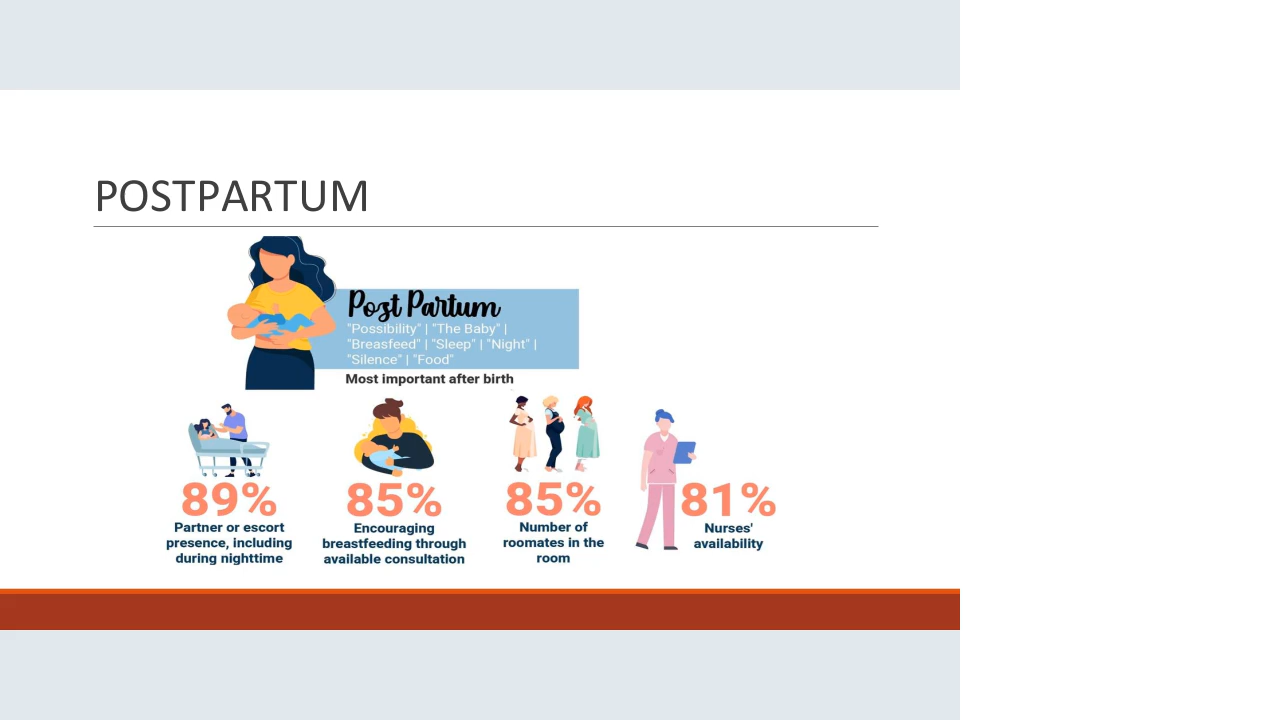 POSTPARTUM
Post Partum
"Possibility" | "The Baby" |
"Breasfeed" | "Sleep" | "Night" |
"Silence" | "Food"
Most important after birth
89%
Partner or escort
presence, including
during nighttime
85%
Encouraging
breastfeeding through
available consultation
85%
Number of
roomates in the
room
81%
Nurses'
availability